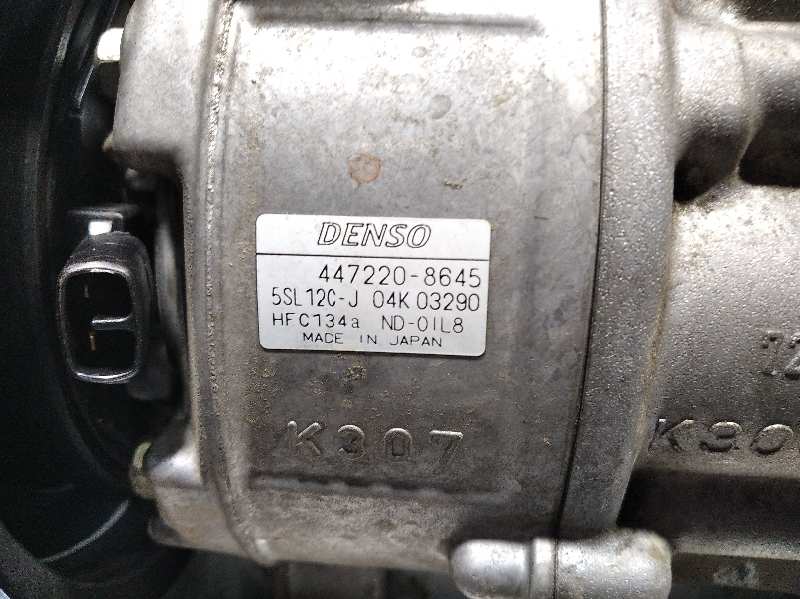 DENSO
447220-8645
5SL12C-J 04K 03290
HFC134a ND-OIL8
MADE IN JAPAN
K307